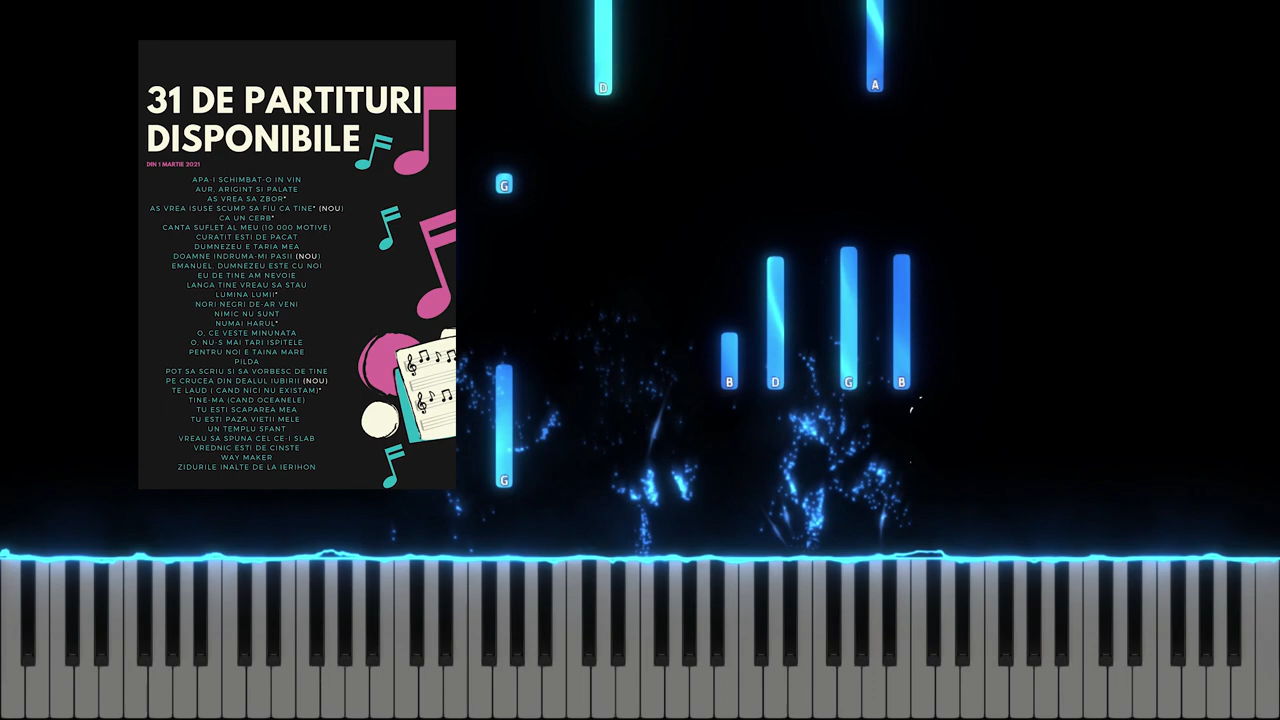 31 DE PARTITURI
DISPONIBILE
DIN 1 MARTIE 2021
APA-I SCHIMBAT-O IN VIN
AUR, ARIGINT SI PALATE
AS VREA SA ZBOR*
AS VREA ISUSE SCUMP SA FIU CA TINE* (NOU)
CA UN CERB*
CANTA SUFLET AL MEU (10 000 MOTIVE)
CURATIT ESTI DE PACAT
DUMNEZEU E TARIA MEA
DOAMNE INDRUMA-MI PASII (NOU)
EMANUEL, DUMNEZEU ESTE CU NOI
EU DE TINE AM NEVOIE
LANGA TINE VREAU SA STAU
LUMINA LUMII*
NORI NEGRI DE-AR VENI
NIMIC NU SUNT
NUMAI HARUL*
O, CE VESTE MINUNATA
O, NU-S MAI TARI ISPITELE
PENTRU NOI E TAINA MARE
PILDA
POT SA SCRIU SI SA VORBESC DE TINE
PE CRUCEA DIN DEALUL IUBIRII (NOU)
TE LAUD ( CAND NICI NU EXISTAM)*
TINE-MA (CAND OCEANELE)
TU ESTI SCAPAREA MEA
TU ESTI PAZA VIETII MELE
UN TEMPLU SFANT
VREAU SA SPUNA CEL CE-I SLAB
VREDNIC ESTI DE CINSTE
WAY MAKER
ZIDURILE INALTE DE LA IERIHON
D
A
G
B
D
G
B
G